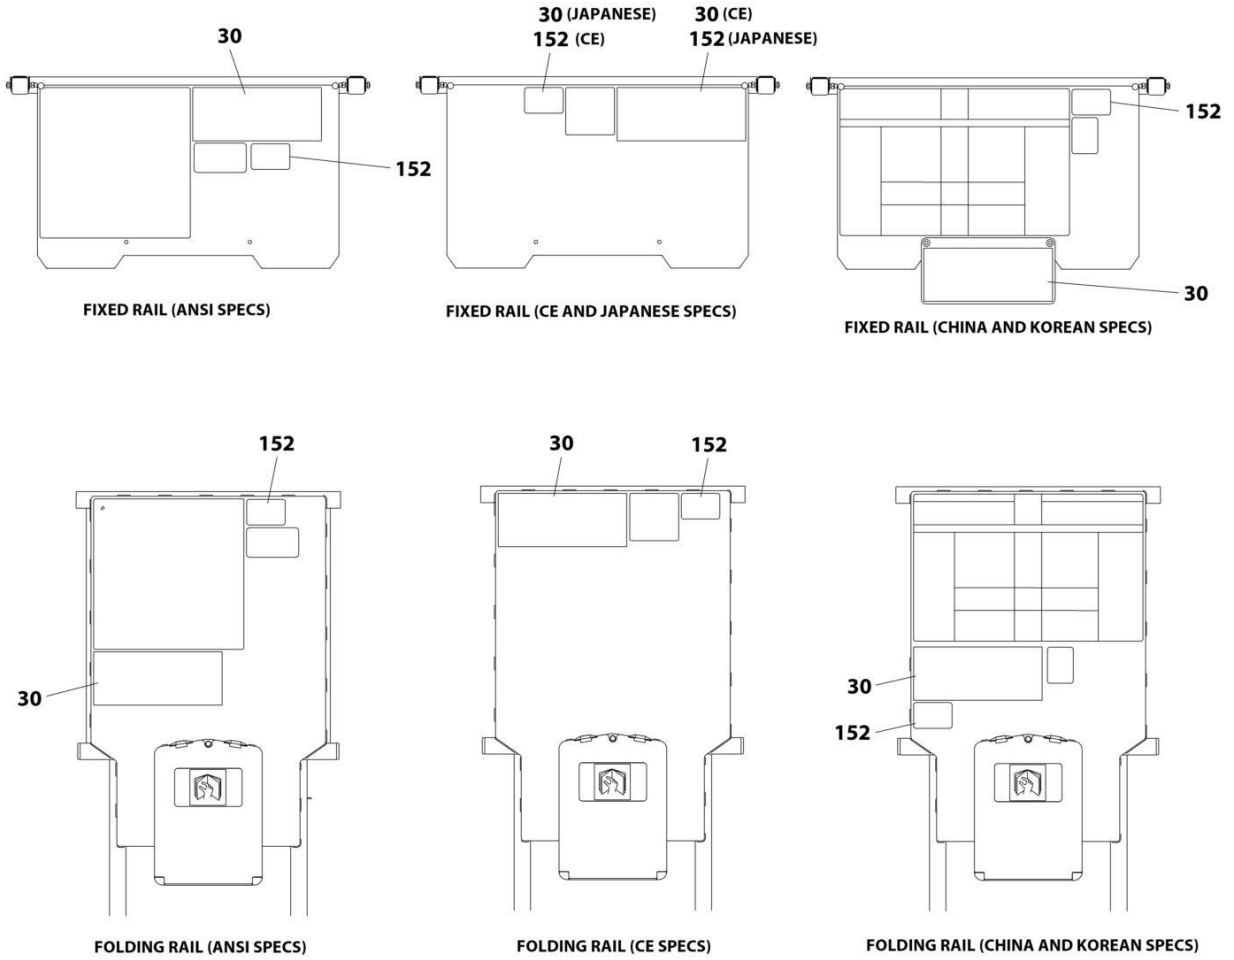 30
152
FIXED RAIL (ANSI SPECS)
30 (JAPANESE)
152 (CE)
30 (CE)
152 (JAPANESE)
FIXED RAIL (CE AND JAPANESE SPECS)
152
30
FIXED RAIL (CHINA AND KOREAN SPECS)
152
30
FOLDING RAIL (ANSI SPECS)
30
152
FOLDING RAIL (CE SPECS)
30
152
FOLDING RAIL (CHINA AND KOREAN SPECS)